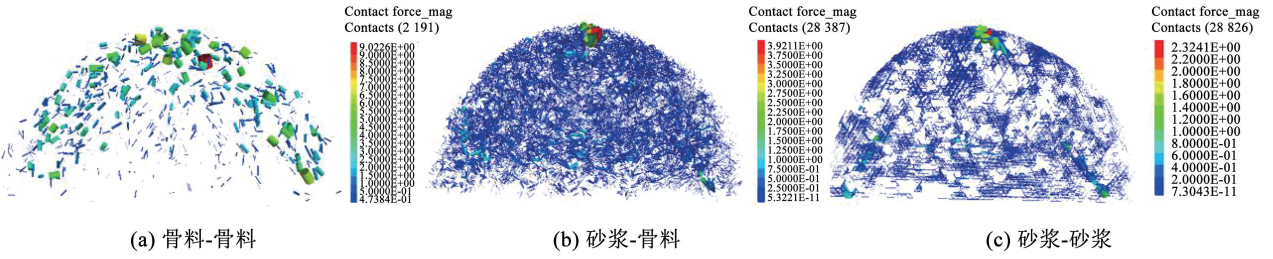 Contact force_mag
Contacts (2 191)
9.0226E+00
9.0000E+00
8.5000E+00
8.0000E+00
7.5000E+00
7.0000E+00
6.5000E+00
6.0000E+00
5.5000E+00
5.0000E+00
4.5000E+00
4.0000E+00
3.5000E+00
3.0000E+00
2.5000E+00
2.0000E+00
1.5000E+00
1.0000E+00
5.0000E-01
4.7384E-01
(a) 骨料-骨料
Contact force_mag
Contacts (28 387)
3.9211E+00
3.7500E+00
3.5000E+00
3.2500E+00
3.0000E+00
2.7500E+00
2.5000E+00
2.2500E+00
2.0000E+00
1.7500E+00
1.5000E+00
1.2500E+00
1.0000E+00
7.5000E-01
5.0000E-01
2.5000E-01
5.3221E-11
(b) 砂浆-骨料
Contact force_mag
Contacts (28 826)
2.3241E+00
2.2000E+00
2.0000E+00
1.8000E+00
1.6000E+00
1.4000E+00
1.2000E+00
1.0000E+00
8.0000E-01
6.0000E-01
4.0000E-01
2.0000E-01
7.3043E-11
(c) 砂浆-砂浆